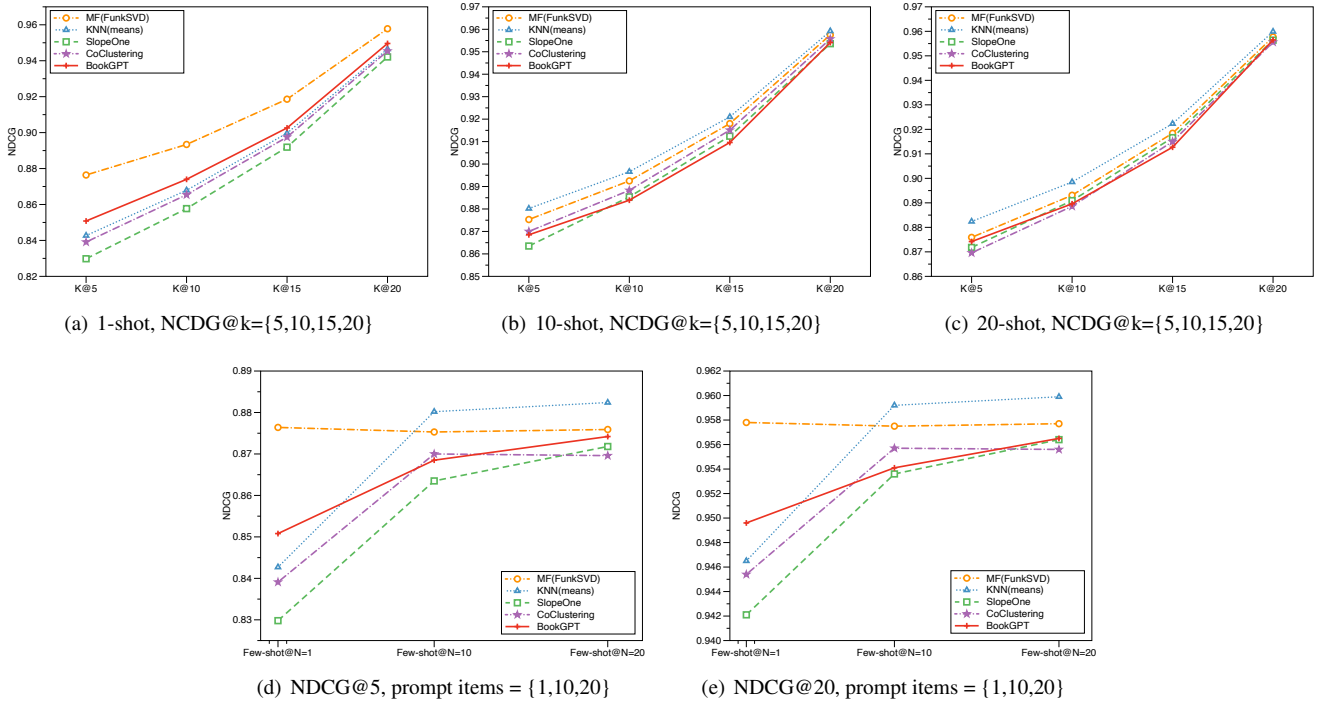 0.96
0.94
0.92
0.90
0.88
0.86
0.84
0.82
NDCG
MF(FunkSVD)
KNN(means)
SlopeOne
CoClustering
BookGPT
K@5 K@10 K@15 K@20
(a) 1-shot, NCDG@k={5,10,15,20}
0.97
0.96
0.95
0.94
0.93
0.92
0.91
0.90
0.89
0.88
0.87
0.86
0.85
NDCG
MF(FunkSVD)
KNN(means)
SlopeOne
CoClustering
BookGPT
K@5 K@10 K@15 K@20
(b) 10-shot, NCDG@k={5,10,15,20}
0.97
0.96
0.95
0.94
0.93
0.92
0.91
0.90
0.89
0.88
0.87
0.86
NDCG
MF(FunkSVD)
KNN(means)
SlopeOne
CoClustering
BookGPT
K@5 K@10 K@15 K@20
(c) 20-shot, NCDG@k={5,10,15,20}
0.89
0.88
0.87
0.86
0.85
0.84
0.83
NDCG
MF(FunkSVD)
KNN(means)
SlopeOne
CoClustering
BookGPT
Few-shot@N=1 Few-shot@N=10 Few-shot@N=20
(d) NDCG@5, prompt items = {1,10,20}
0.962
0.960
0.958
0.956
0.954
0.952
0.950
0.948
0.946
0.944
0.942
0.940
NDCG
MF(FunkSVD)
KNN(means)
SlopeOne
CoClustering
BookGPT
Few-shot@N=1 Few-shot@N=10 Few-shot@N=20
(e) NDCG@20, prompt items = {1,10,20}